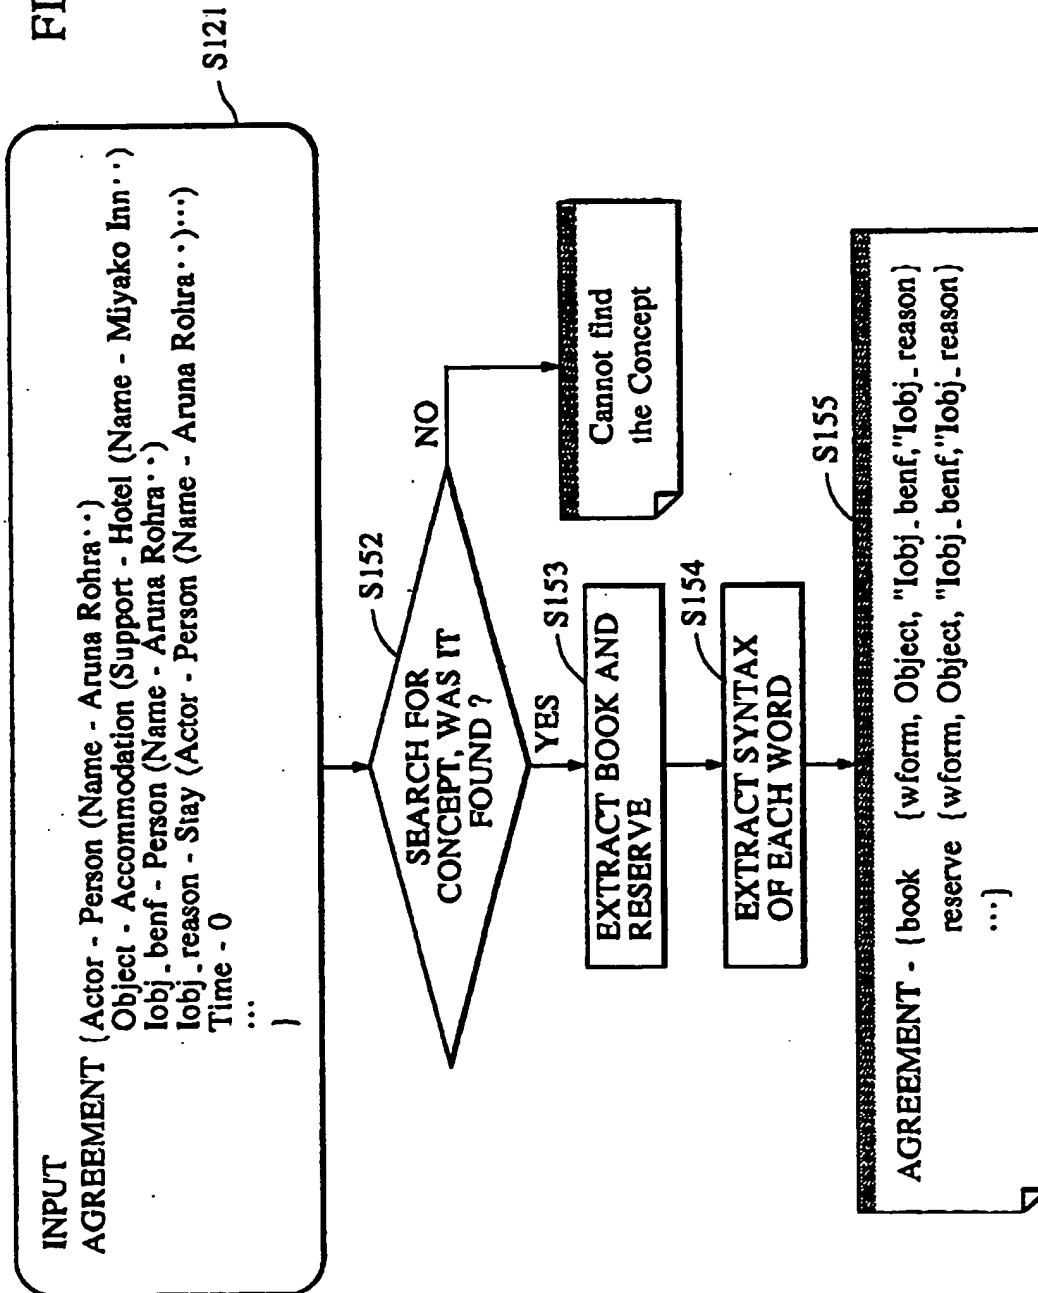 FI
INPUT
S121
AGREEMENT {Actor - Person (Name - Aruna Rohra··)
Object - Accommodation (Support - Hotel (Name - Miyako Inn··)
Iobj_benf - Person (Name - Aruna Rohra··)
Iobj_reason - Stay (Actor - Person (Name - Aruna Rohra··)···)
Time - 0
···
}
S152
SEARCH FOR
CONCEPT, WAS IT
FOUND ?
NO
YES
Cannot find
the Concept
S153
EXTRACT BOOK AND
RESERVE
S154
EXTRACT SYNTAX
OF EACH WORD
S155
AGREEMENT - {book {wform, Object, "Iobj_benf,"Iobj_reason}
reserve {wform, Object, "Iobj_benf,"Iobj_reason}
···}